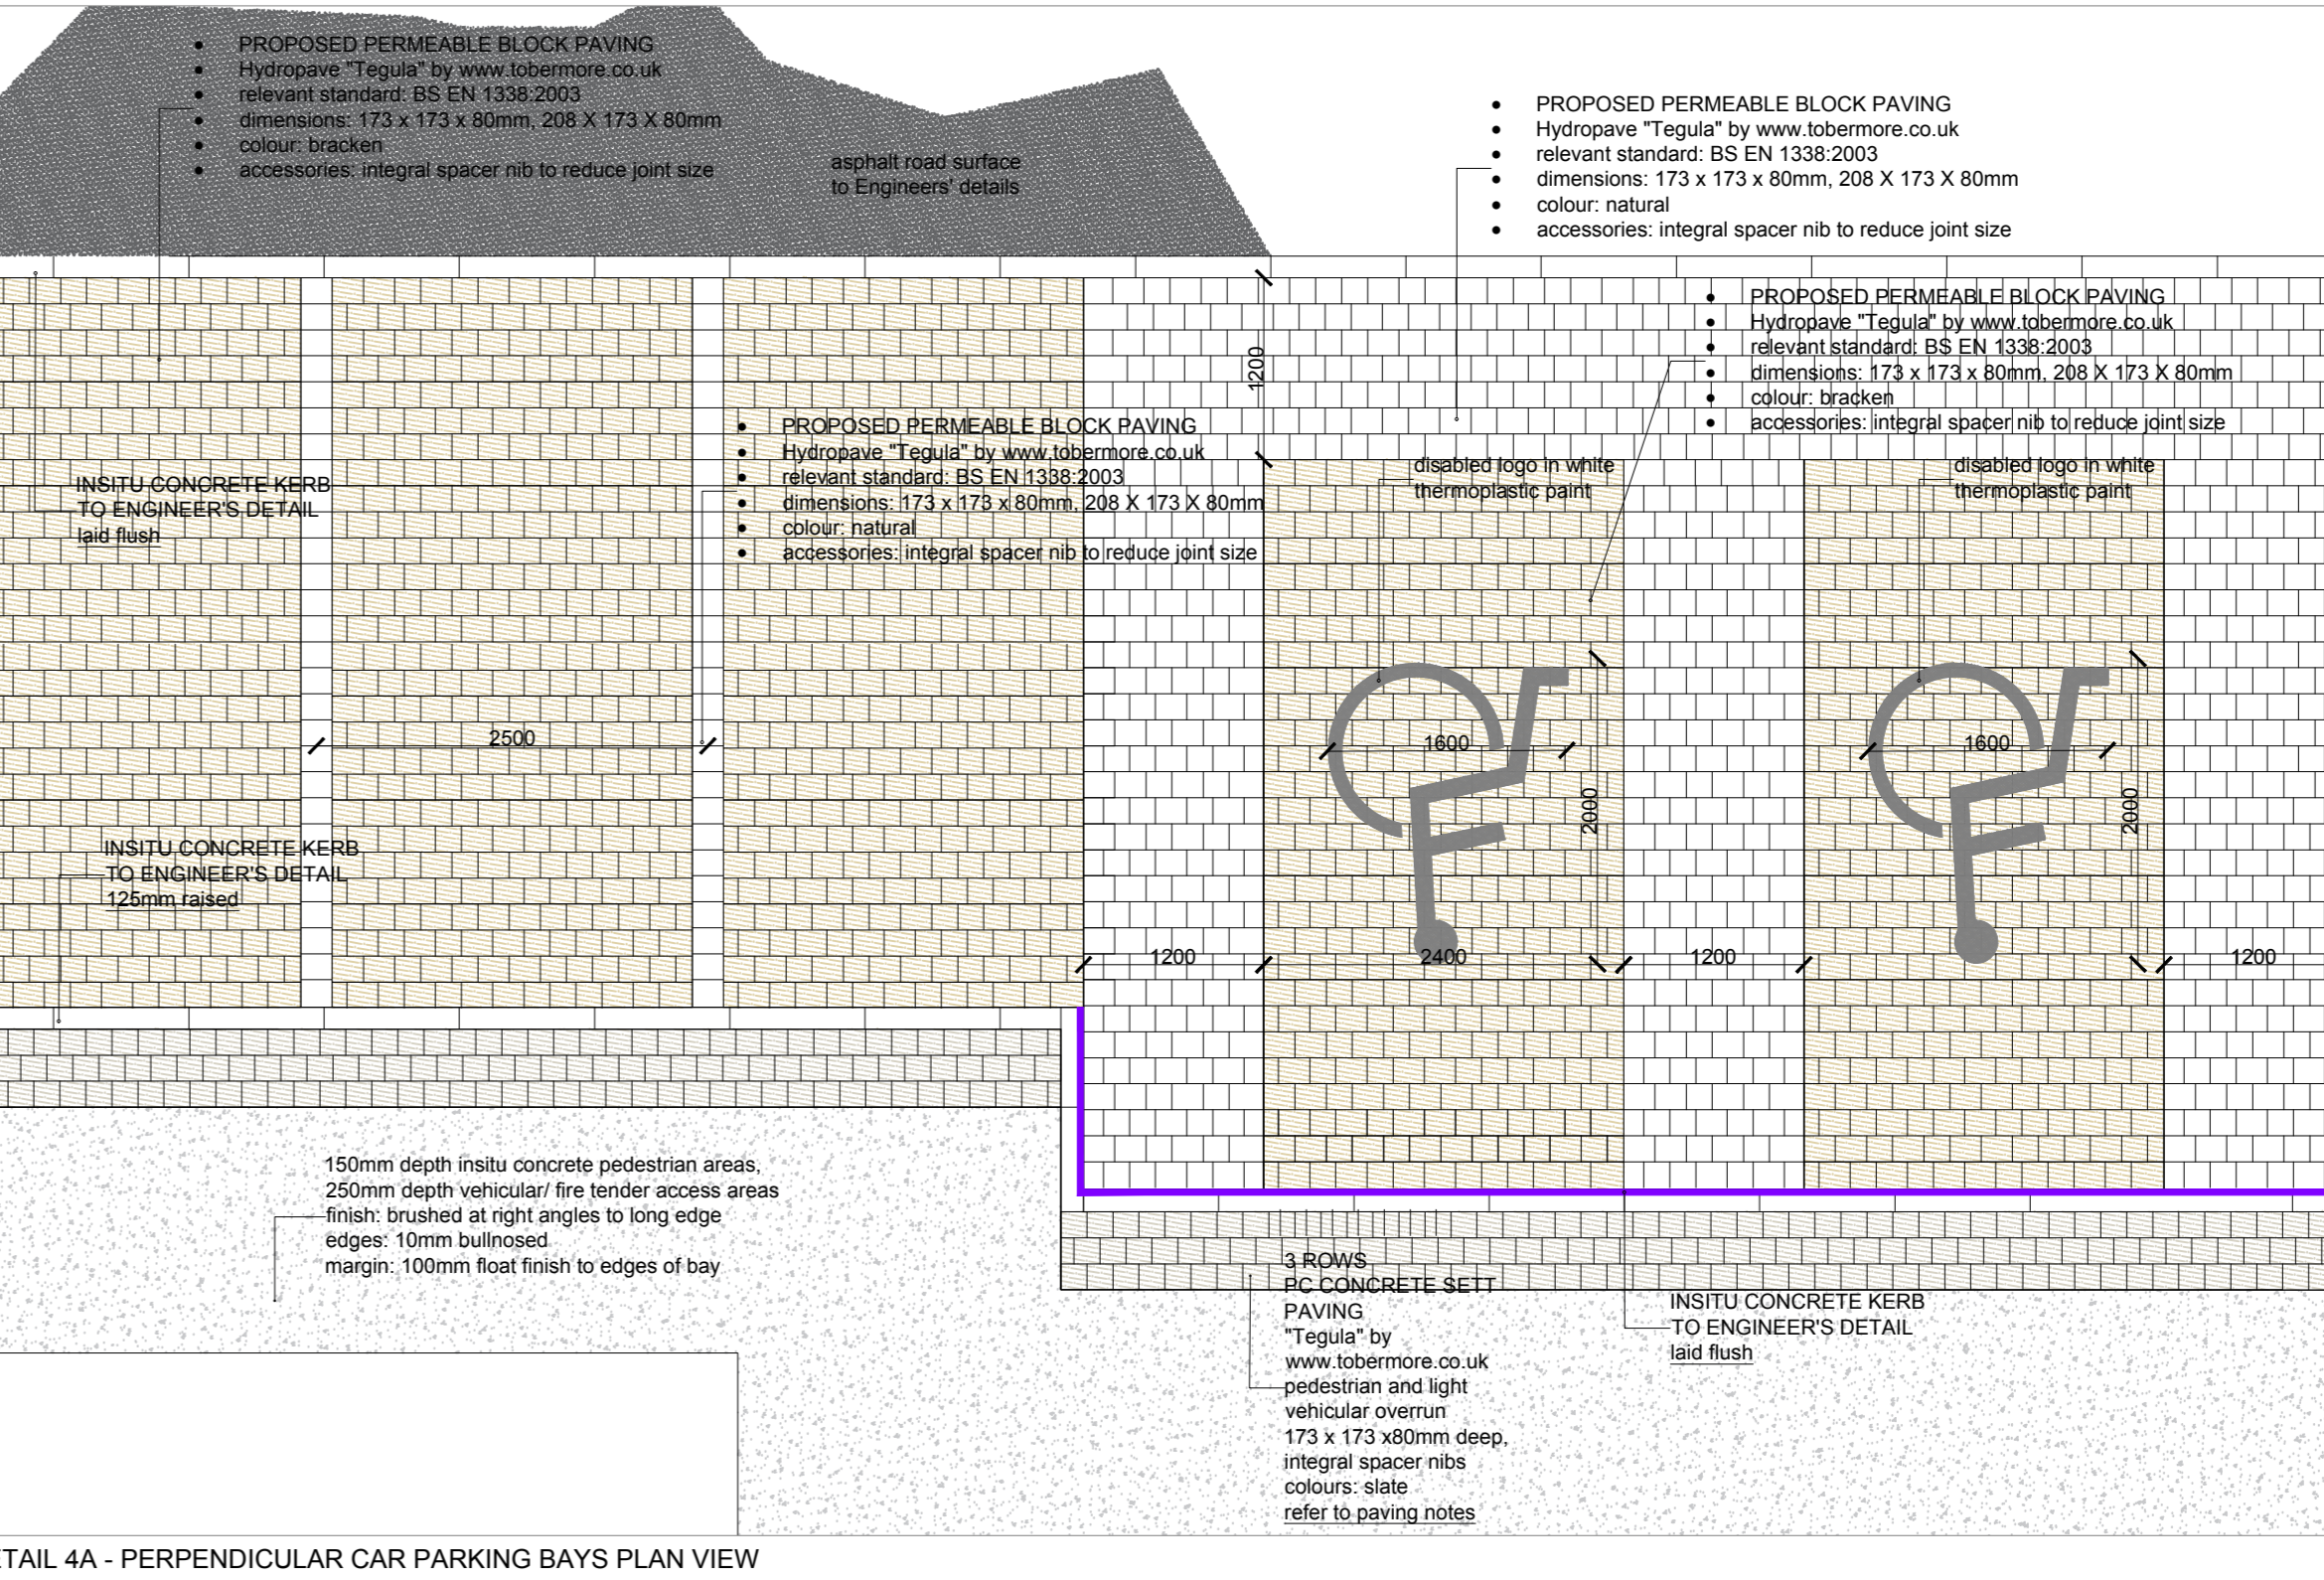 • PROPOSED PERMEABLE BLOCK PAVING
• Hydropave "Tegula" by www.tobermore.co.uk
• relevant standard: BS EN 1338:2003
• dimensions: 173 x 173 x 80mm, 208 X 173 X 80mm
• colour: bracken
• accessories: integral spacer nib to reduce joint size
asphalt road surface
to Engineers' details
• PROPOSED PERMEABLE BLOCK PAVING
• Hydropave "Tegula" by www.tobermore.co.uk
• relevant standard: BS EN 1338:2003
• dimensions: 173 x 173 x 80mm, 208 X 173 X 80mm
• colour: natural
• accessories: integral spacer nib to reduce joint size
• PROPOSED PERMEABLE BLOCK PAVING
• Hydropave "Tegula" by www.tobermore.co.uk
• relevant standard: BS EN 1338:2003
• dimensions: 173 x 173 x 80mm, 208 X 173 X 80mm
• colour: bracken
• accessories: integral spacer nib to reduce joint size
1200
• PROPOSED PERMEABLE BLOCK PAVING
• Hydropave "Tegula" by www.tobermore.co.uk
• relevant standard: BS EN 1338:2003
• dimensions: 173 x 173 x 80mm, 208 X 173 X 80mm
• colour: natural
• accessories: integral spacer nib to reduce joint size
disabled logo in white
thermoplastic paint
disabled logo in white
thermoplastic paint
INSITU CONCRETE KERB
TO ENGINEER'S DETAIL
laid flush
2500
1600
1600
2000
2000
INSITU CONCRETE KERB
TO ENGINEER'S DETAIL
125mm raised
1200
2400
1200
1200
150mm depth insitu concrete pedestrian areas,
250mm depth vehicular/ fire tender access areas
finish: brushed at right angles to long edge
edges: 10mm bullnosed
margin: 100mm float finish to edges of bay
3 ROWS
PC CONCRETE SETT
PAVING
"Tegula" by
www.tobermore.co.uk
pedestrian and light
vehicular overrun
173 x 173 x80mm deep,
integral spacer nibs
colours: slate
refer to paving notes
INSITU CONCRETE KERB
TO ENGINEER'S DETAIL
laid flush
ETAIL 4A - PERPENDICULAR CAR PARKING BAYS PLAN VIEW